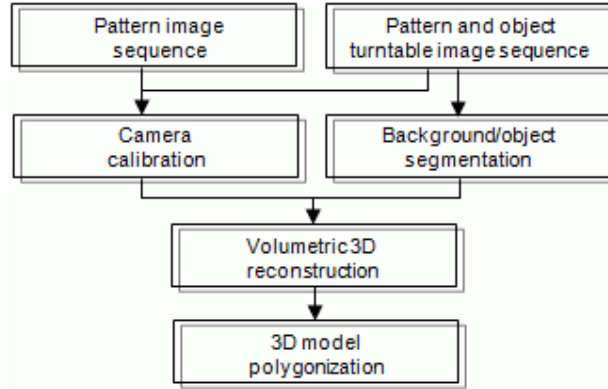 Pattern image
sequence
Pattern and object
turntable image sequence
Camera
calibration
Background/object
segmentation
Volumetric 3D
reconstruction
3D model
polygonization